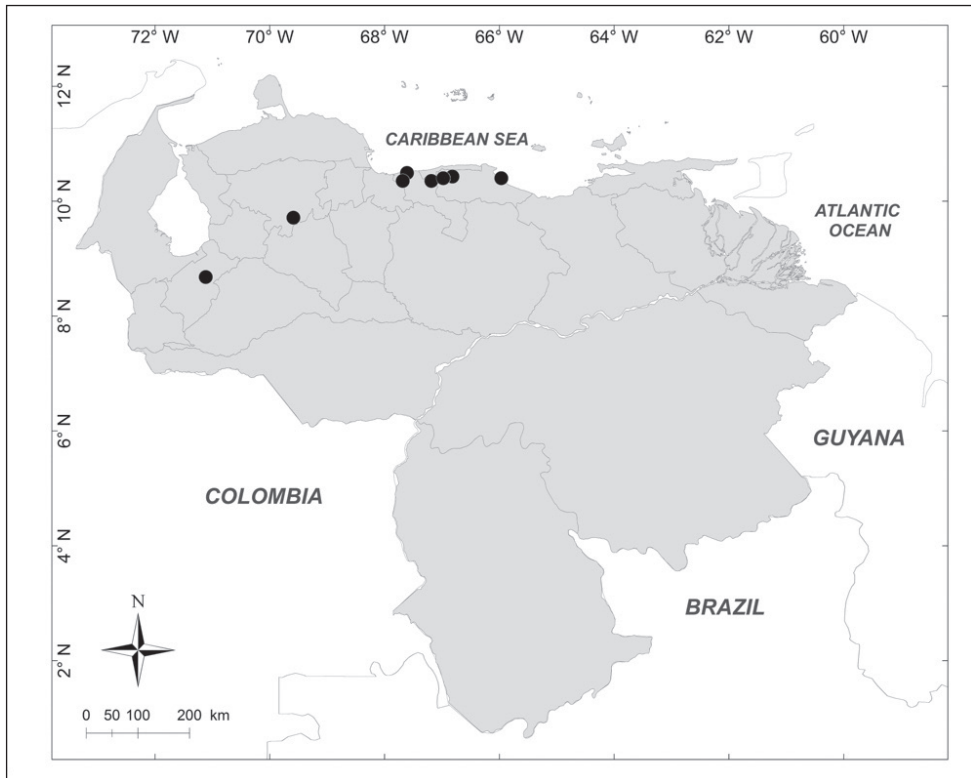 72° W 70° W 68° W 66° W 64° W 62° W 60° W
12° N
CARIBBEAN SEA
10° N
ATLANTIC
OCEAN
8° N
6° N
GUYANA
COLOMBIA
4° N
BRAZIL
N
2° N
0 50 100 200 km